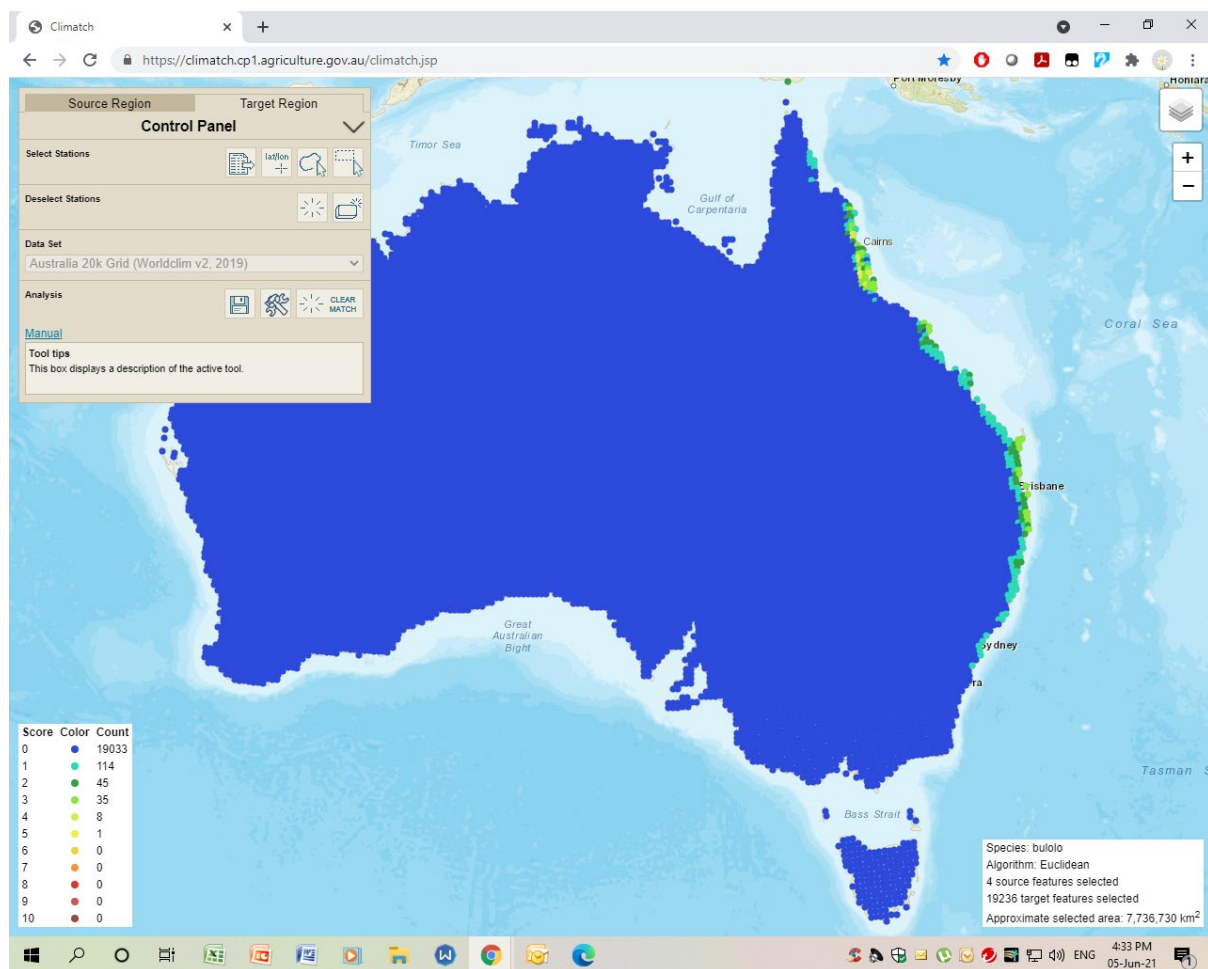 Climatch
https://climatch.cp1.agriculture.gov.au/climatch.jsp
Source Region Target Region
Control Panel
Select Stations
lat/lon
Deselect Stations
Data Set
Australia 20k Grid (Worldclim v2, 2019)
Analysis
CLEAR
MATCH
Manual
Tool tips
This box displays a description of the active tool.
Port Moresby
Honiara
Timor Sea
Gulf of
Carpentaria
Cairns
Coral Sea
Brisbane
Great
Australian
Bight
Sydney
ra
Tasman S
Bass Strait
Score Color Count
0 19033
1 114
2 45
3 35
4 8
5 1
6 0
7 0
8 0
9 0
10 0
Species: bulolo
Algorithm: Euclidean
4 source features selected
19236 target features selected
Approximate selected area: 7,736,730 km2
ENG
4:33 PM
05-Jun-21